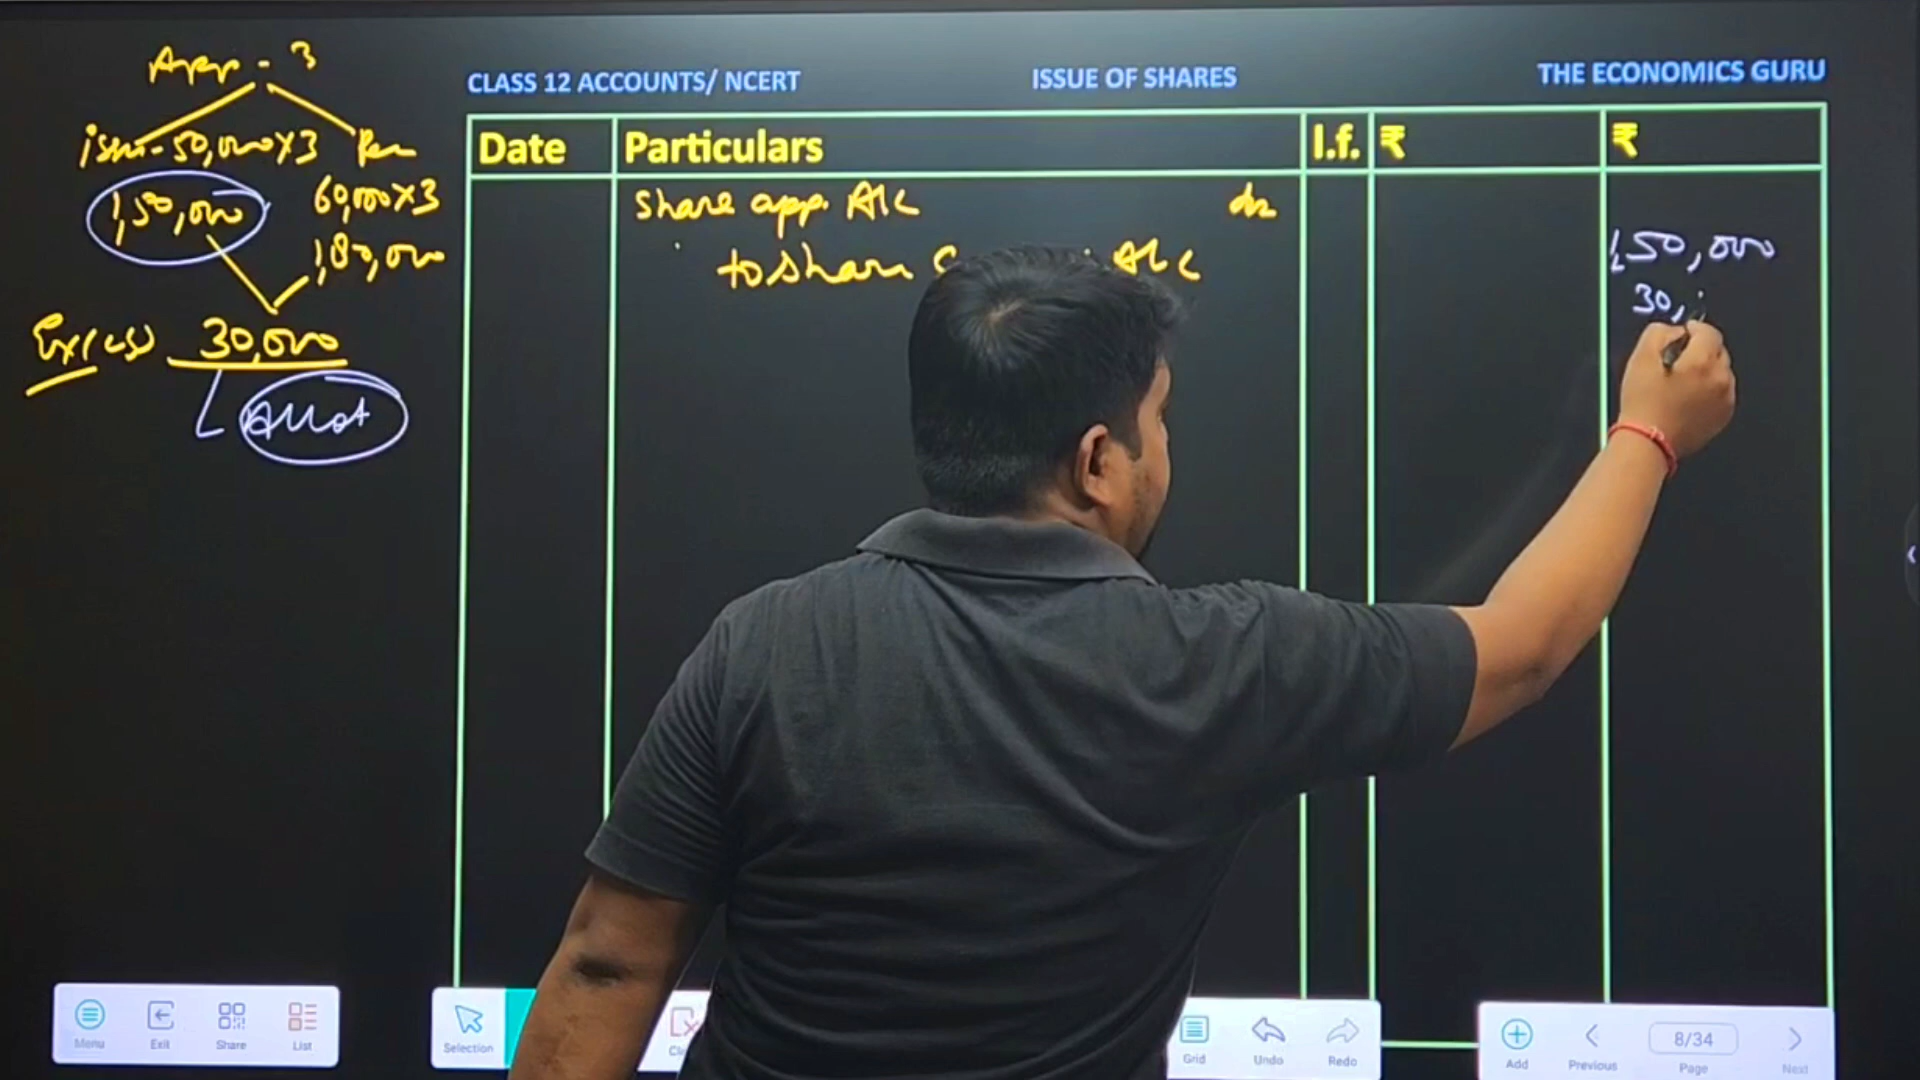 App - 3
issu - 50,000 X 3
60,000 X 3
1,50,000
1,80,000
Excess 30,000
Allot
CLASS 12 ACCOUNTS/ NCERT
ISSUE OF SHARES
THE ECONOMICS GURU
Date Particulars l.f. ₹ ₹
Share app. A/c dr
to Share A/c
1,50,000
30,
Menu
Exit
Share
List
Selection
Grid
Undo
Redo
Add
Previous
8/34
Page
Next